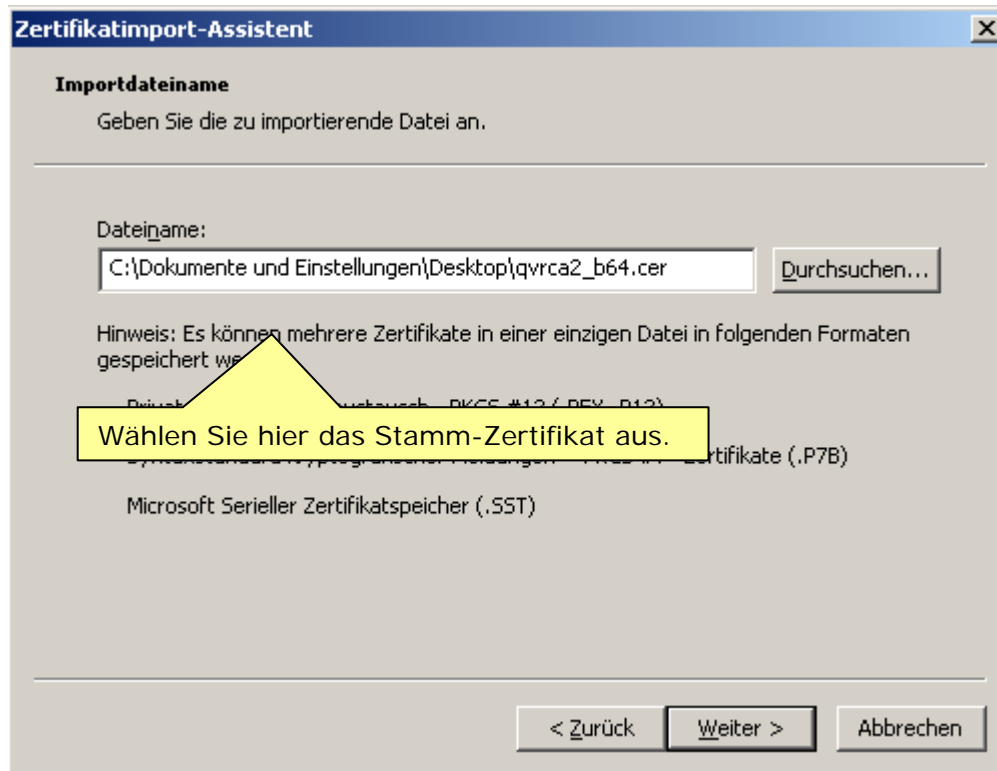 Zertifikatimport-Assistent
Importdateiname
Geben Sie die zu importierende Datei an.
Dateiname:
C:\Dokumente und Einstellungen\Desktop\qvrca2_b64.cer
Durchsuchen...
Hinweis: Es können mehrere Zertifikate in einer einzigen Datei in folgenden Formaten
gespeichert
Wählen Sie hier das Stamm-Zertifikat aus.
(.P7B)
Microsoft Serieller Zertifikatspeicher (.SST)
< Zurück
Weiter >
Abbrechen